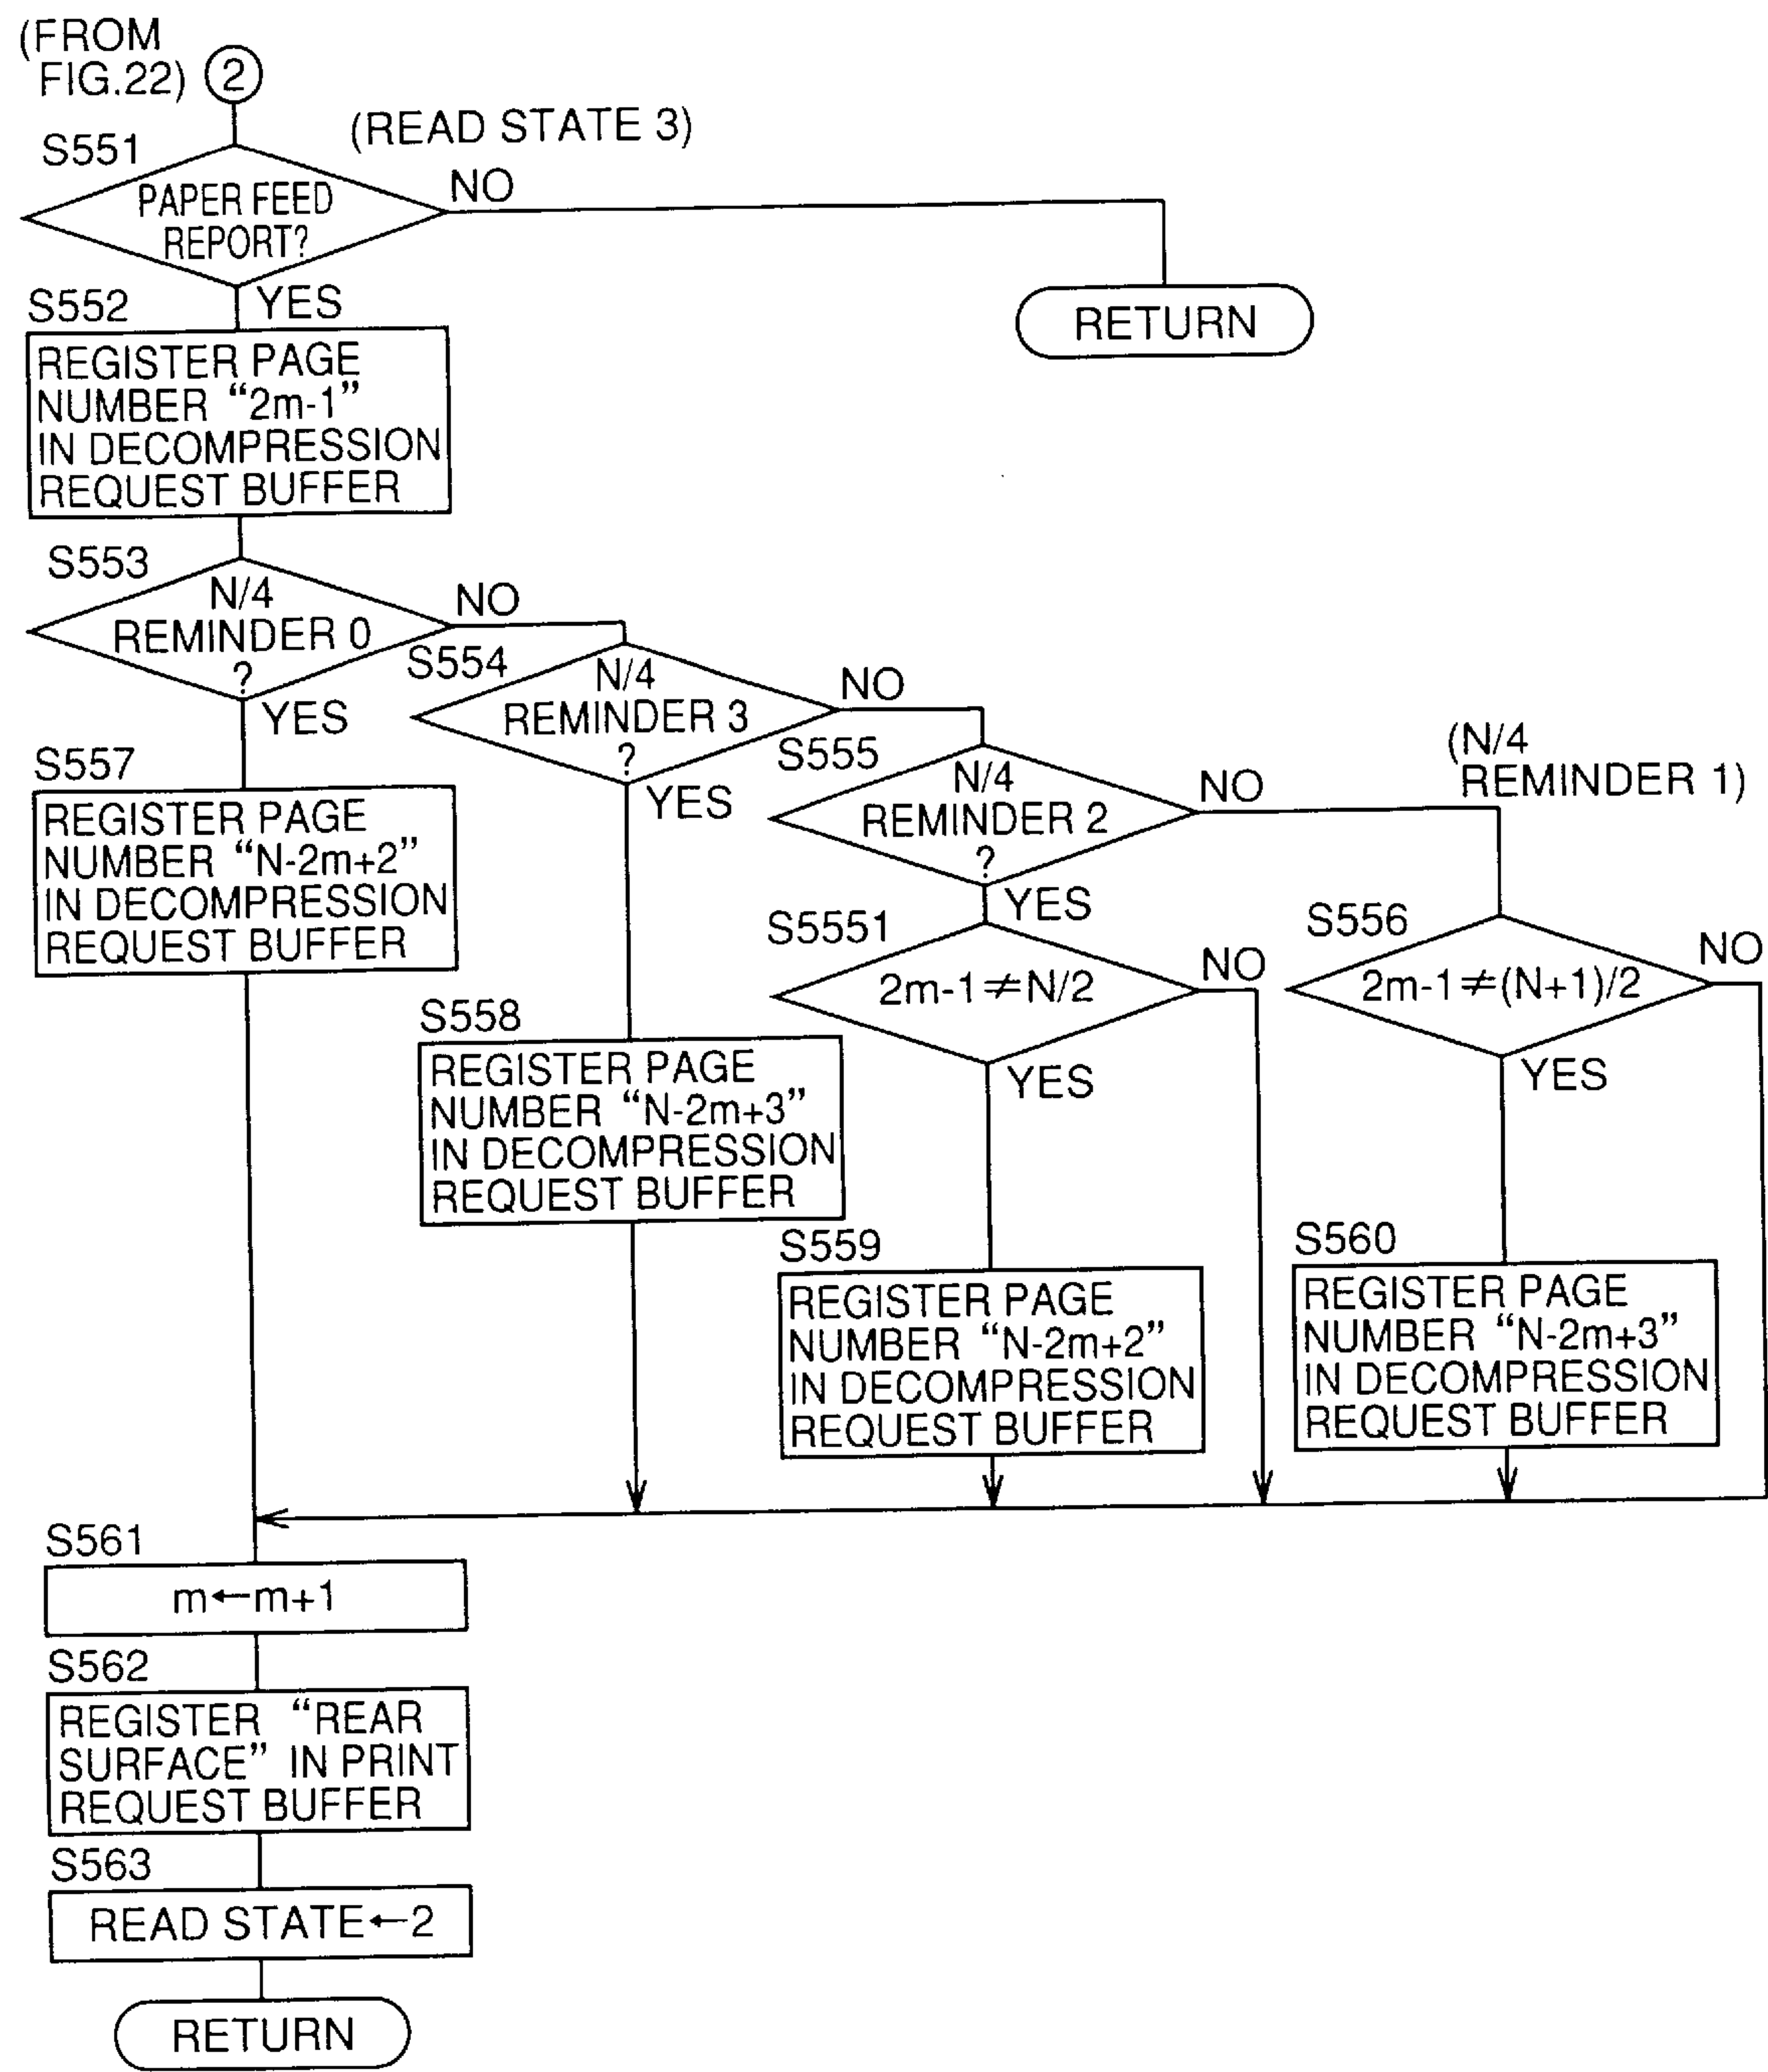 (FROM
FIG.22)
2
(READ STATE 3)
S551
PAPER FEED
REPORT?
NO
YES
RETURN
S552
REGISTER PAGE
NUMBER “2m-1”
IN DECOMPRESSION
REQUEST BUFFER
S553
N/4
REMINDER 0
?
NO
YES
S554
N/4
REMINDER 3
?
NO
YES
S555
N/4
REMINDER 2
?
NO
YES
(N/4
REMINDER 1)
S557
REGISTER PAGE
NUMBER “N-2m+2”
IN DECOMPRESSION
REQUEST BUFFER
S5551
2m-1≠N/2
NO
YES
S556
2m-1≠(N+1)/2
NO
YES
S558
REGISTER PAGE
NUMBER “N-2m+3”
IN DECOMPRESSION
REQUEST BUFFER
S559
REGISTER PAGE
NUMBER “N-2m+2”
IN DECOMPRESSION
REQUEST BUFFER
S560
REGISTER PAGE
NUMBER “N-2m+3”
IN DECOMPRESSION
REQUEST BUFFER
S561
m←m+1
S562
REGISTER “REAR
SURFACE” IN PRINT
REQUEST BUFFER
S563
READ STATE←2
RETURN